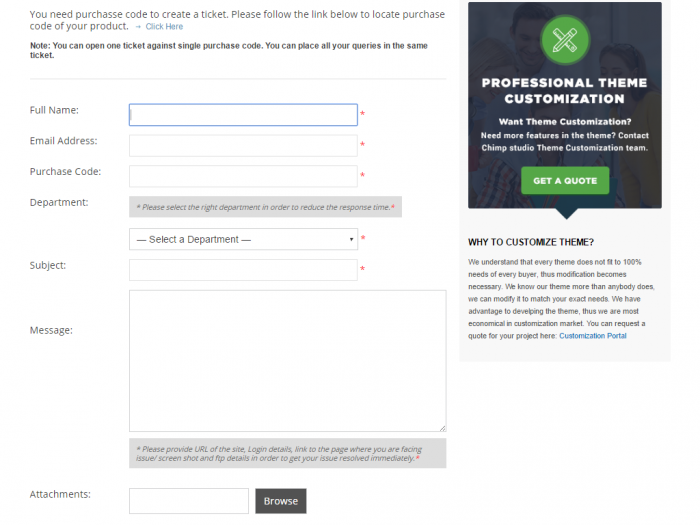 You need purchasse code to create a ticket. Please follow the link below to locate purchase
code of your product. → Click Here
Note: You can open one ticket against single purchase code. You can place all your queries in the same
ticket.
Full Name:
*
Email Address:
*
Purchase Code:
*
Department:
* Please select the right department in order to reduce the response time.*
— Select a Department —
*
Subject:
*
Message:
* Please provide URL of the site, Login details, link to the page where you are facing
issue/ screen shot and ftp details in order to get your issue resolved immediately.*
Attachments:
Browse
PROFESSIONAL THEME
CUSTOMIZATION
Want Theme Customization?
Need more features in the theme? Contact
Chimp studio Theme Customization team.
GET A QUOTE
WHY TO CUSTOMIZE THEME?
We understand that every theme does not fit to 100%
needs of every buyer, thus modification becomes
necessary. We know our theme more than anybody does,
we can modify it to match your exact needs. We have
advantage to develping the theme, thus we are most
economical in customization market. You can request a
quote for your project here: Customization Portal